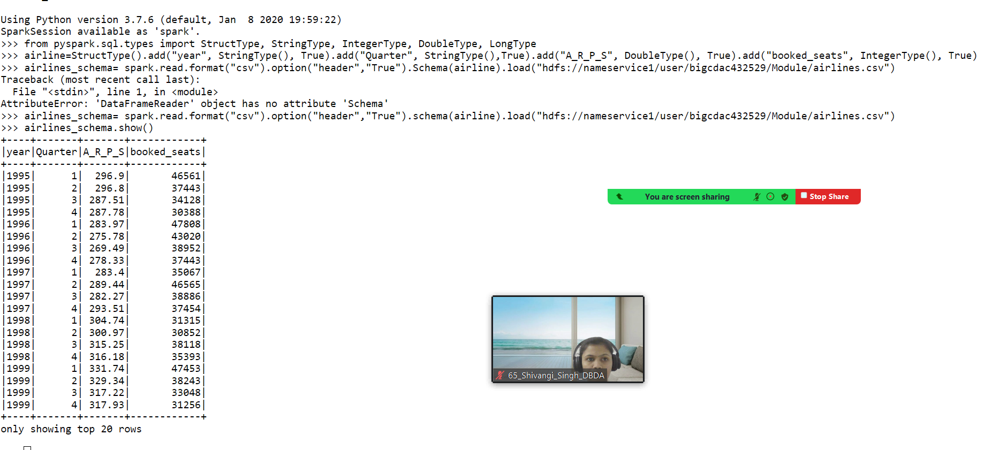 Using Python version 3.7.6 (default, Jan  8 2020 19:59:22)
SparkSession available as 'spark'.
>>> from pyspark.sql.types import StructType, StringType, IntegerType, DoubleType, LongType
>>> airline=StructType().add("year", StringType(), True).add("Quarter", StringType(),True).add("A_R_P_S", DoubleType(), True).add("booked_seats", IntegerType(), True)
>>> airlines_schema= spark.read.format("csv").option("header","True").Schema(airline).load("hdfs://nameservice1/user/bigcdac432529/Module/airlines.csv")
Traceback (most recent call last):
  File "<stdin>", line 1, in <module>
AttributeError: 'DataFrameReader' object has no attribute 'Schema'
>>> airlines_schema= spark.read.format("csv").option("header","True").schema(airline).load("hdfs://nameservice1/user/bigcdac432529/Module/airlines.csv")
>>> airlines_schema.show()
+----+-------+-------+------------+
|year|Quarter|A_R_P_S|booked_seats|
+----+-------+-------+------------+
|1995|      1|  296.9|       46561|
|1995|      2|  296.8|       37443|
|1995|      3| 287.51|       34128|
|1995|      4| 287.78|       30388|
|1996|      1| 283.97|       47808|
|1996|      2| 275.78|       43020|
|1996|      3| 269.49|       38952|
|1996|      4| 278.33|       37443|
|1997|      1|  283.4|       35067|
|1997|      2| 289.44|       46565|
|1997|      3| 282.27|       38886|
|1997|      4| 293.51|       37454|
|1998|      1| 304.74|       31315|
|1998|      2| 300.97|       30852|
|1998|      3| 315.25|       38118|
|1998|      4| 316.18|       35393|
|1999|      1| 331.74|       47453|
|1999|      2| 329.34|       38243|
|1999|      3| 317.22|       33048|
|1999|      4| 317.93|       31256|
+----+-------+-------+------------+
only showing top 20 rows
You are screen sharing
Stop Share
65_Shivangi_Singh_DBDA